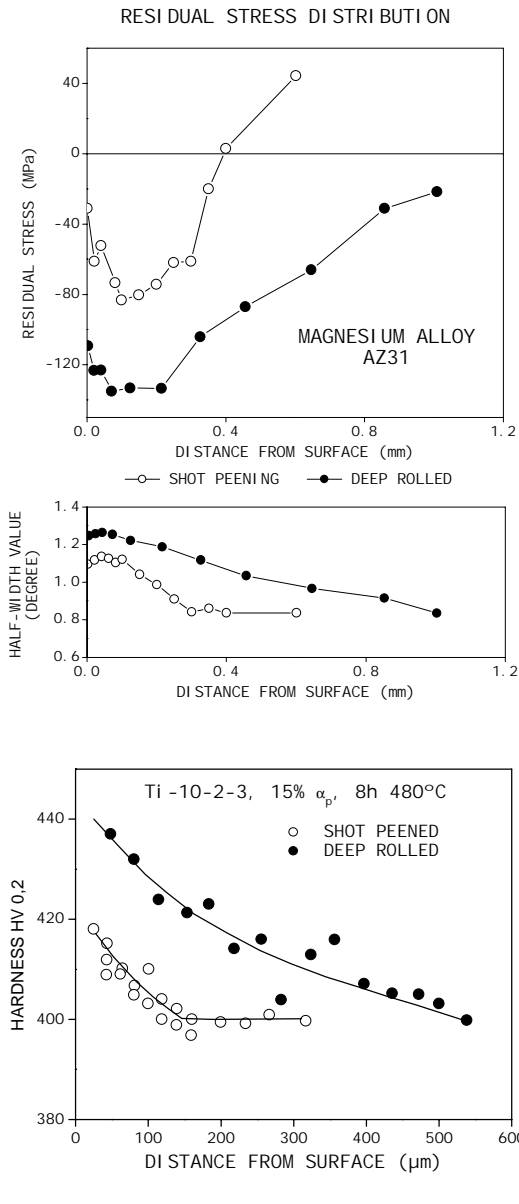 RESIDUAL STRESS DISTRIBUTION
40
0
-40
-80
-120
RESIDUAL STRESS (MPa)
MAGNESIUM ALLOY
AZ31
0.0 0.4 0.8 1.2
DISTANCE FROM SURFACE (mm)
SHOT PEENING DEEP ROLLED
1.4
1.2
1.0
0.8
0.6
HALF-WIDTH VALUE
(DEGREE)
0.0 0.4 0.8 1.2
DISTANCE FROM SURFACE (mm)
Ti-10-2-3, 15% αp, 8h 480ºC
SHOT PEENED
DEEP ROLLED
440
420
400
380
HARDNESS HV 0,2
0 100 200 300 400 500 600
DISTANCE FROM SURFACE (µm)